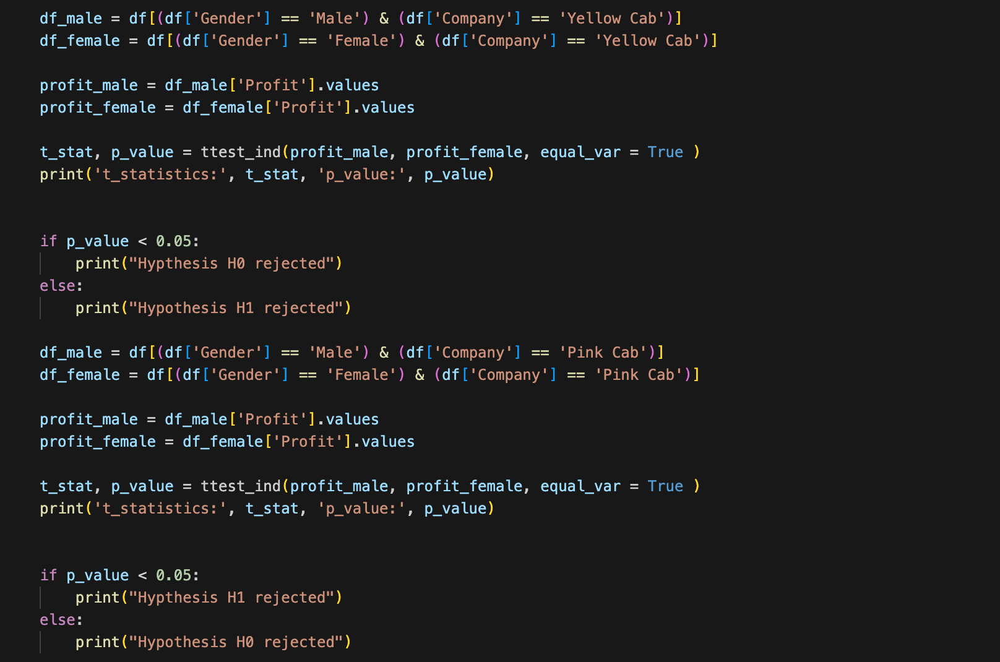 df_male = df[(df['Gender'] == 'Male') & (df['Company'] == 'Yellow Cab')]
df_female = df[(df['Gender'] == 'Female') & (df['Company'] == 'Yellow Cab')]

profit_male = df_male['Profit'].values
profit_female = df_female['Profit'].values

t_stat, p_value = ttest_ind(profit_male, profit_female, equal_var = True )
print('t_statistics:', t_stat, 'p_value:', p_value)


if p_value < 0.05:
    print("Hypthesis H0 rejected")
else:
    print("Hypothesis H1 rejected")

df_male = df[(df['Gender'] == 'Male') & (df['Company'] == 'Pink Cab')]
df_female = df[(df['Gender'] == 'Female') & (df['Company'] == 'Pink Cab')]

profit_male = df_male['Profit'].values
profit_female = df_female['Profit'].values

t_stat, p_value = ttest_ind(profit_male, profit_female, equal_var = True )
print('t_statistics:', t_stat, 'p_value:', p_value)


if p_value < 0.05:
    print("Hypthesis H1 rejected")
else:
    print("Hypothesis H0 rejected")